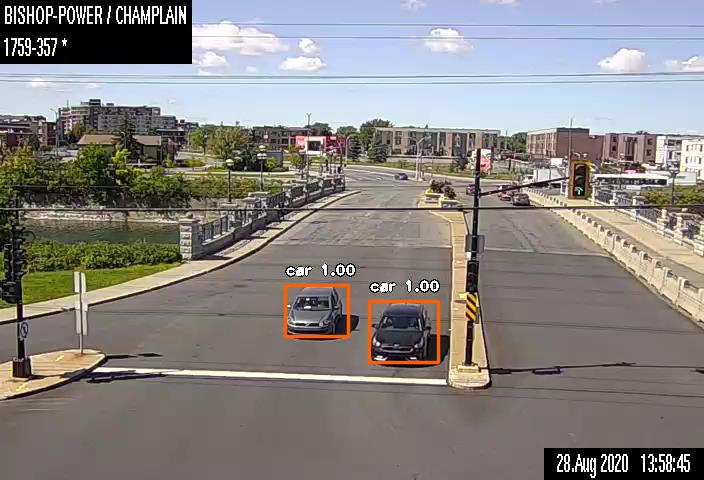 BISHOP-POWER / CHAMPLAIN
1759-357 *
car 1.00
car 1.00
28.Aug 2020 13:58:45